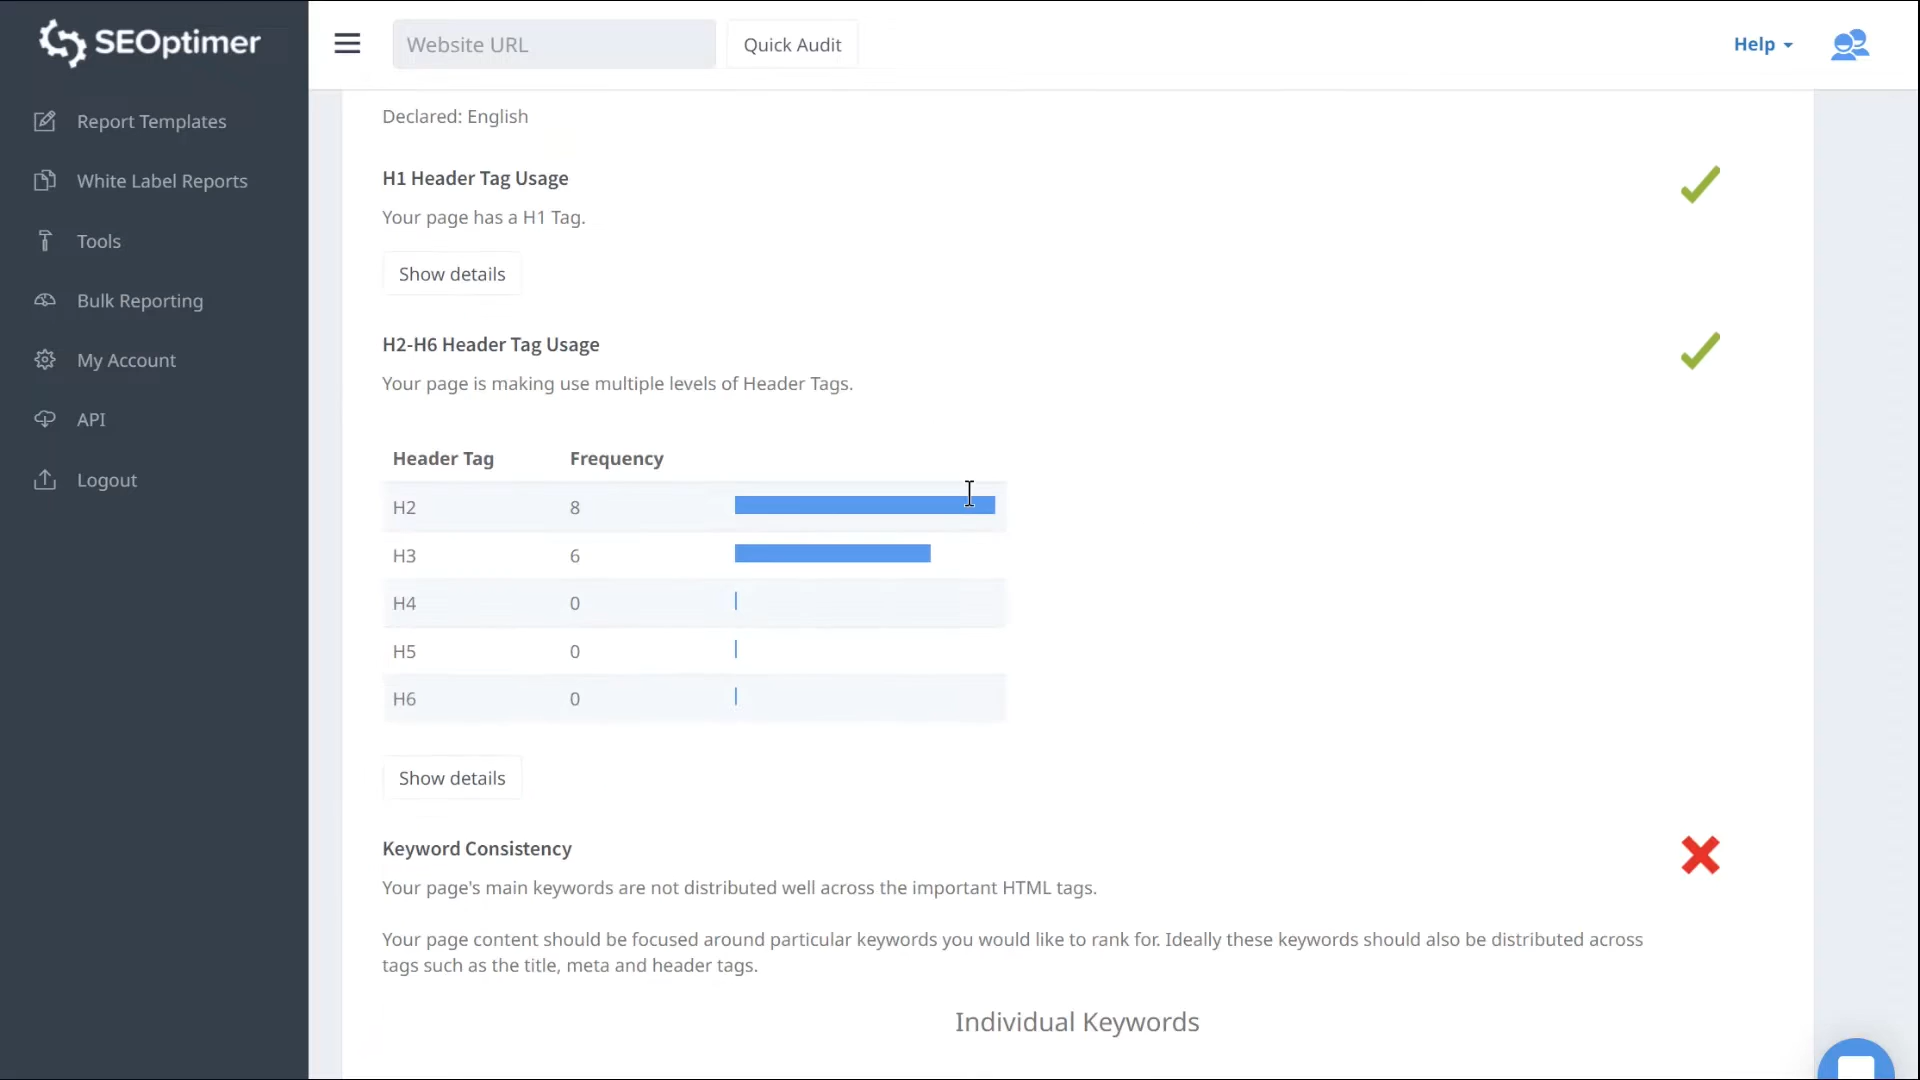 SEOptimer
Website URL
Quick Audit
Help
Report Templates
White Label Reports
Tools
Bulk Reporting
My Account
API
Logout
Declared: English
H1 Header Tag Usage
Your page has a H1 Tag.
Show details
H2-H6 Header Tag Usage
Your page is making use multiple levels of Header Tags.
Header Tag Frequency
H2 8
H3 6
H4 0
H5 0
H6 0
Show details
Keyword Consistency
Your page's main keywords are not distributed well across the important HTML tags.
Your page content should be focused around particular keywords you would like to rank for. Ideally these keywords should also be distributed across
tags such as the title, meta and header tags.
Individual Keywords